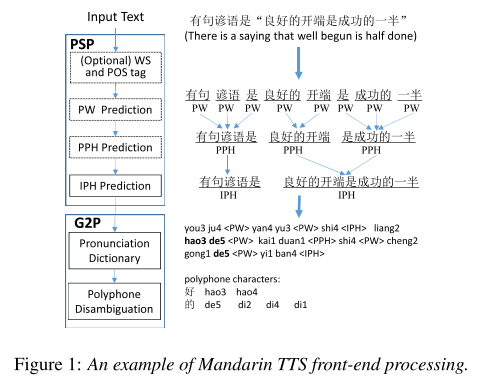 Input Text
有句谚语是“良好的开端是成功的一半”
(There is a saying that well begun is half done)
PSP
(Optional) WS
and POS tag
PW Prediction
PPH Prediction
IPH Prediction
有句 谚语 是 良好的 开端 是 成功的 一半
PW PW PW PW PW PW PW PW
有句谚语是 良好的开端 是成功的一半
PPH PPH PPH
有句谚语是 良好的开端是成功的一半
IPH IPH
G2P
Pronunciation
Dictionary
Polyphone
Disambiguation
you3 ju4 <PW> yan4 yu3 <PW> shi4 <IPH> liang2
hao3 de5 <PW> kai1 duan1 <PPH> shi4 <PW> cheng2
gong1 de5 <PW> yi1 ban4 <IPH>
polyphone characters:
好 hao3 hao4
的 de5 di2 di4 di1
Figure 1: An example of Mandarin TTS front-end processing.